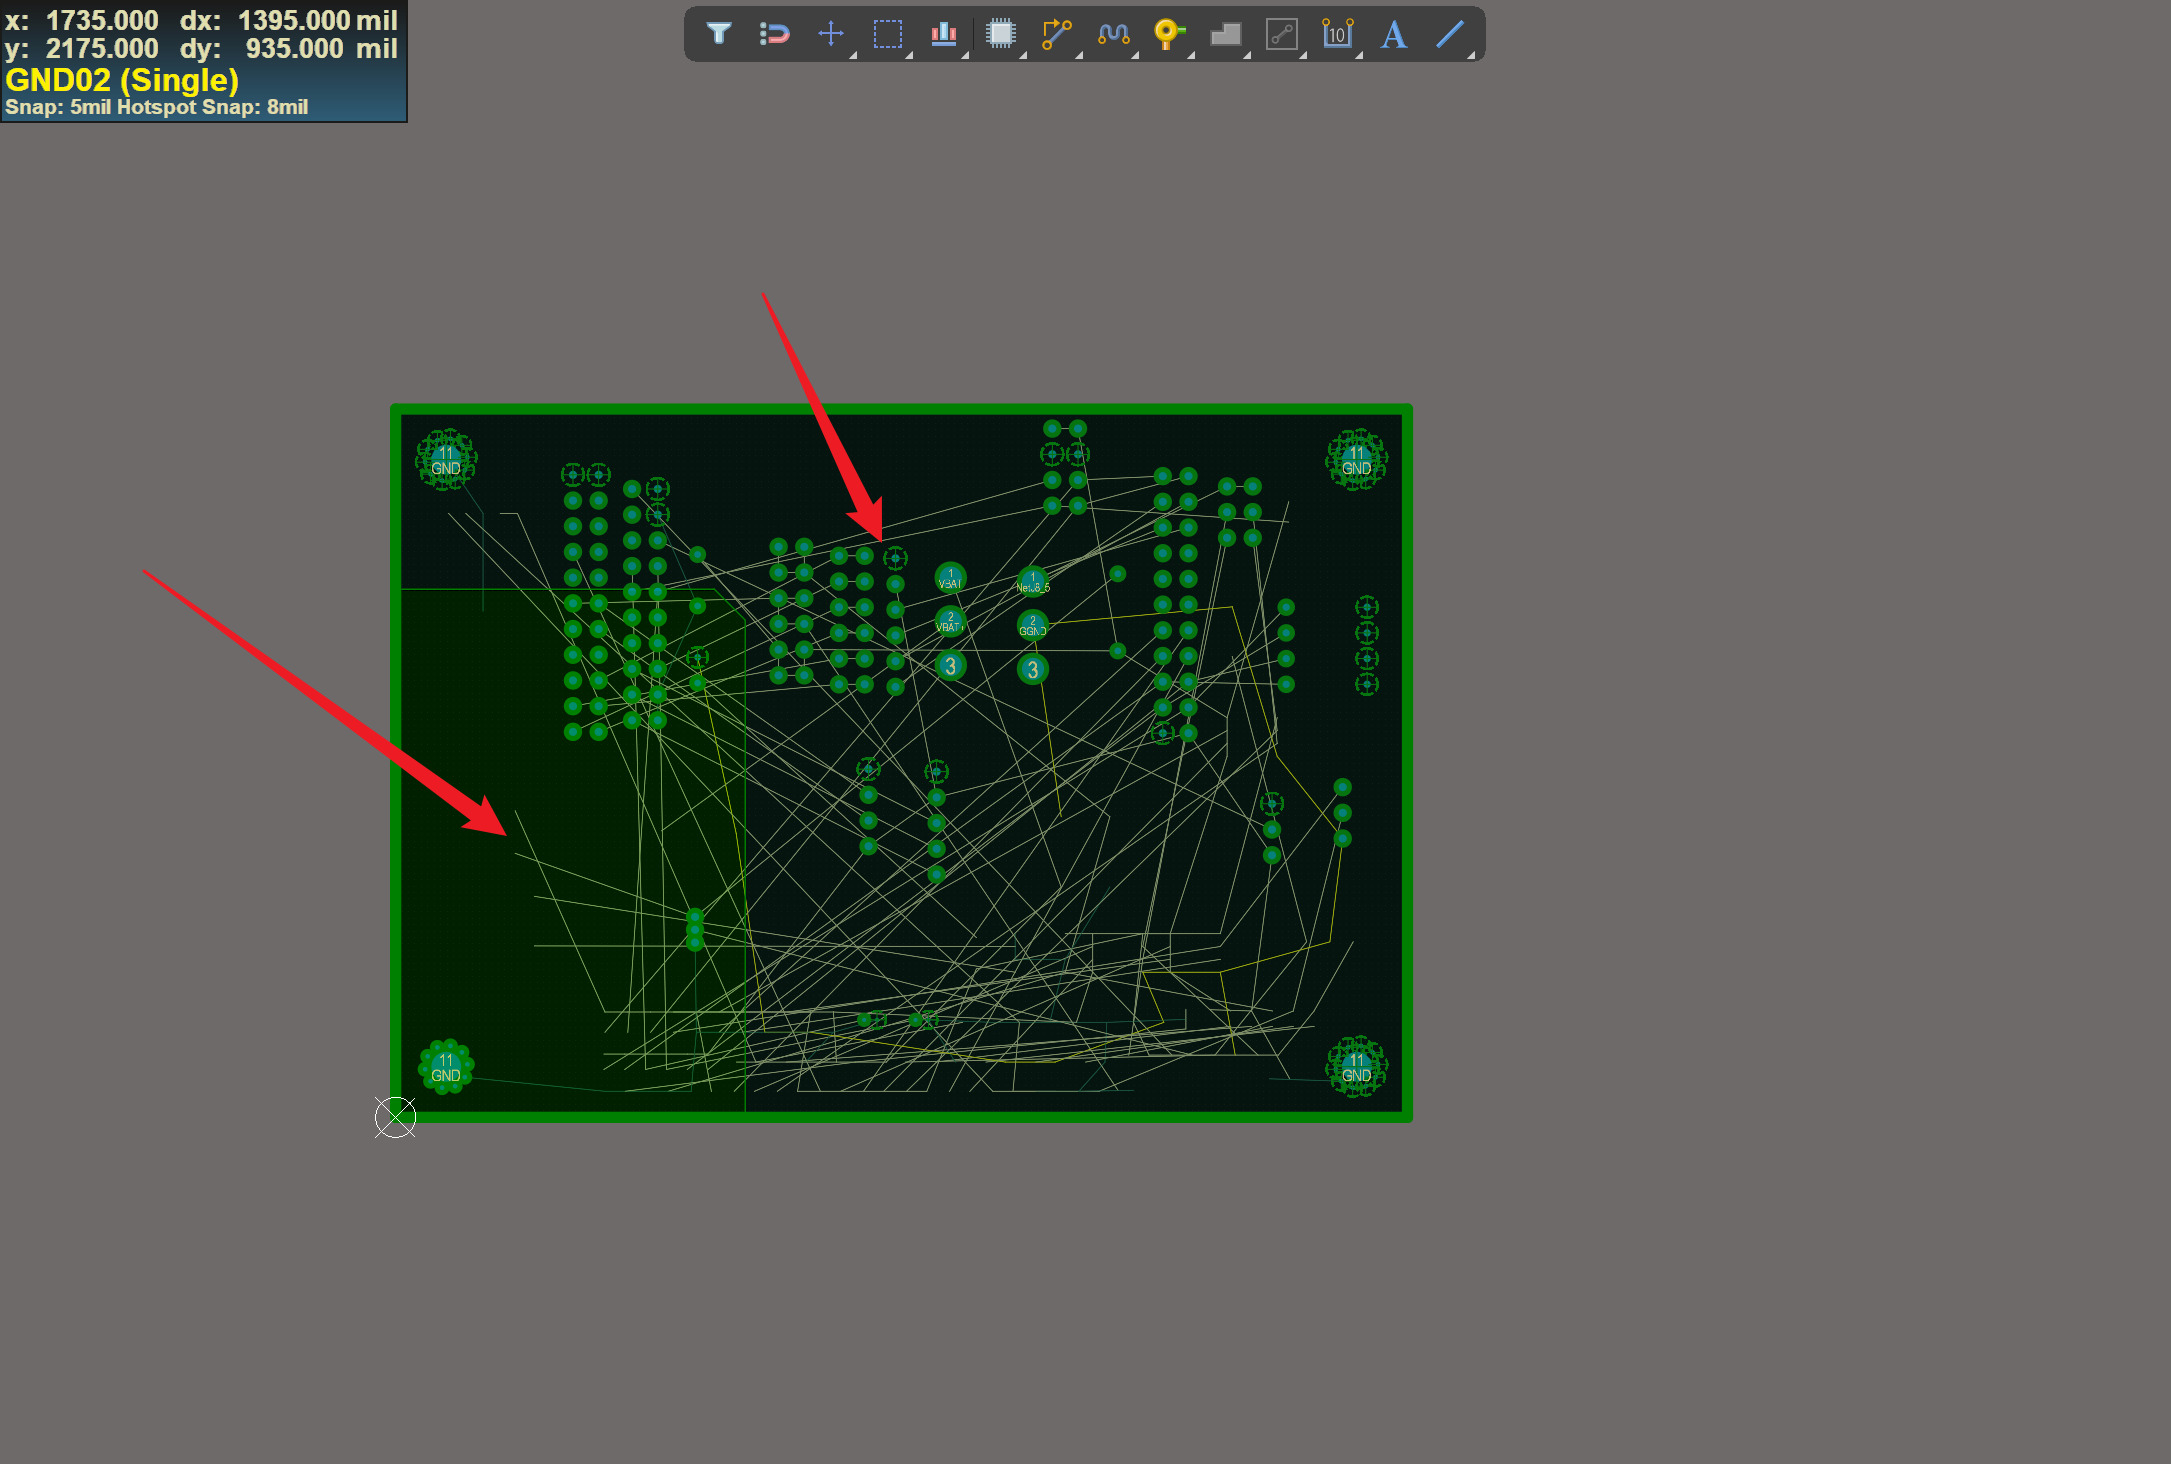 x: 1735.000 dx: 1395.000 mil
y: 2175.000 dy: 935.000 mil
GND02 (Single)
Snap: 5mil Hotspot Snap: 8mil
10
A
11
GND
11
GND
1
VBAT
1
2
VBAT+
2
GGND
3
3
11
GND
11
GND